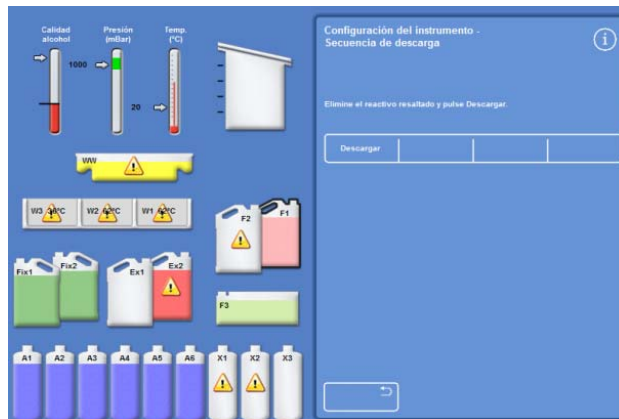 Calidad alcohol
Presión (mBar)
Temp. (°C)
1000
20
WW
W3
W2
W1
F2
F1
Fix1
Fix2
Ex1
Ex2
F3
A1
A2
A3
A4
A5
A6
X1
X2
X3
Configuración del instrumento -
Secuencia de descarga
i
Elimine el reactivo resaltado y pulse Descargar.
Descargar